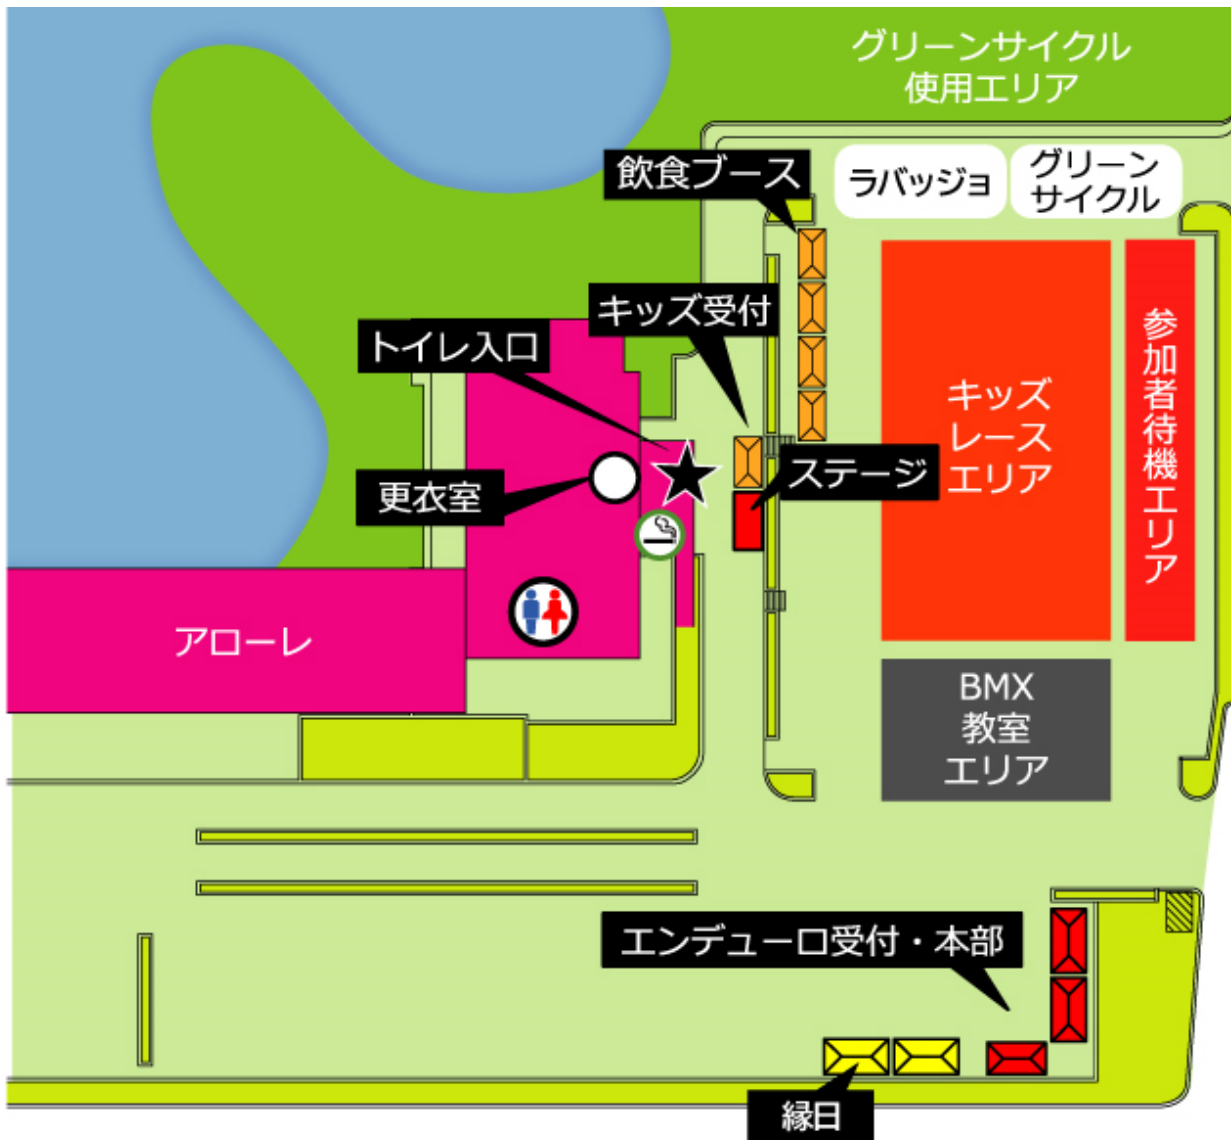 グリーンサイクル
使用エリア
飲食ブース
ラバッジョ
グリーン
サイクル
キッズ受付
トイレ入口
キッズ
レース
エリア
参加者待機エリア
更衣室
ステージ
アローレ
BMX
教室
エリア
エンデューロ受付・本部
縁日